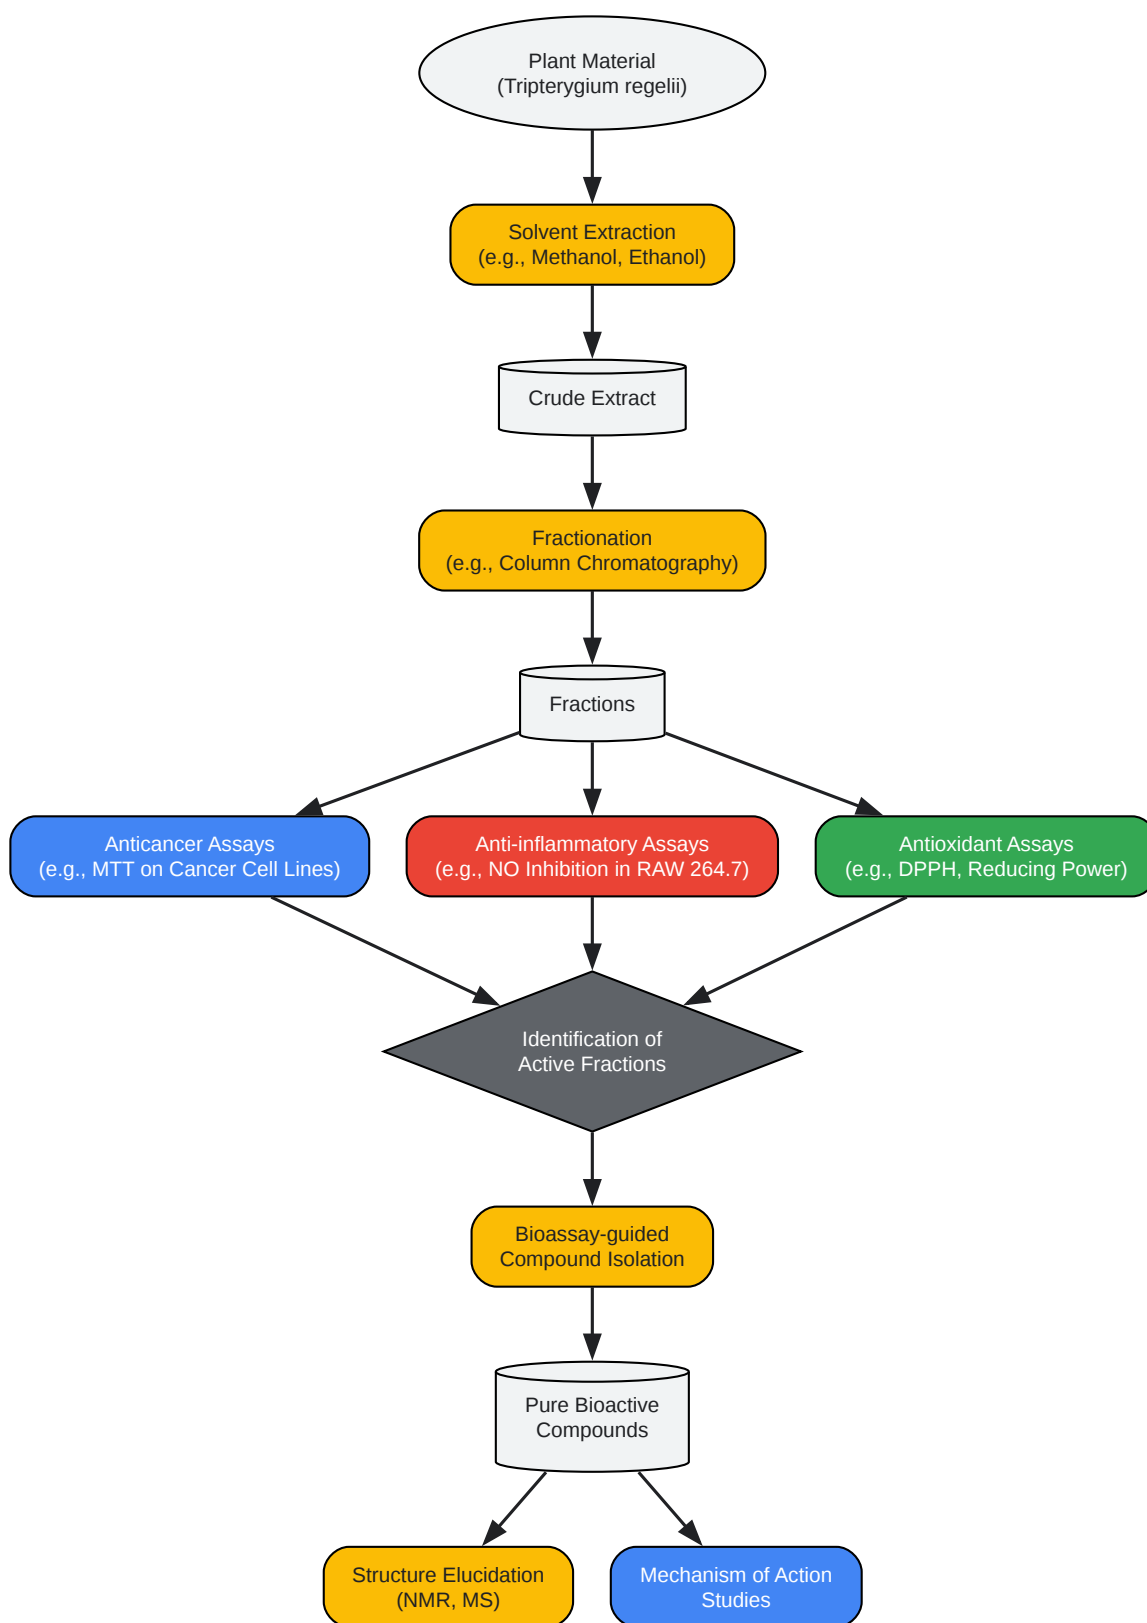 Plant Material
(Tripterygium regelii)
Solvent Extraction
(e.g., Methanol, Ethanol)
Crude Extract
Fractionation
(e.g., Column Chromatography)
Fractions
Anticancer Assays
(e.g., MTT on Cancer Cell Lines)
Anti-inflammatory Assays
(e.g., NO Inhibition in RAW 264.7)
Antioxidant Assays
(e.g., DPPH, Reducing Power)
Identification of
Active Fractions
Bioassay-guided
Compound Isolation
Pure Bioactive
Compounds
Structure Elucidation
(NMR, MS)
Mechanism of Action
Studies